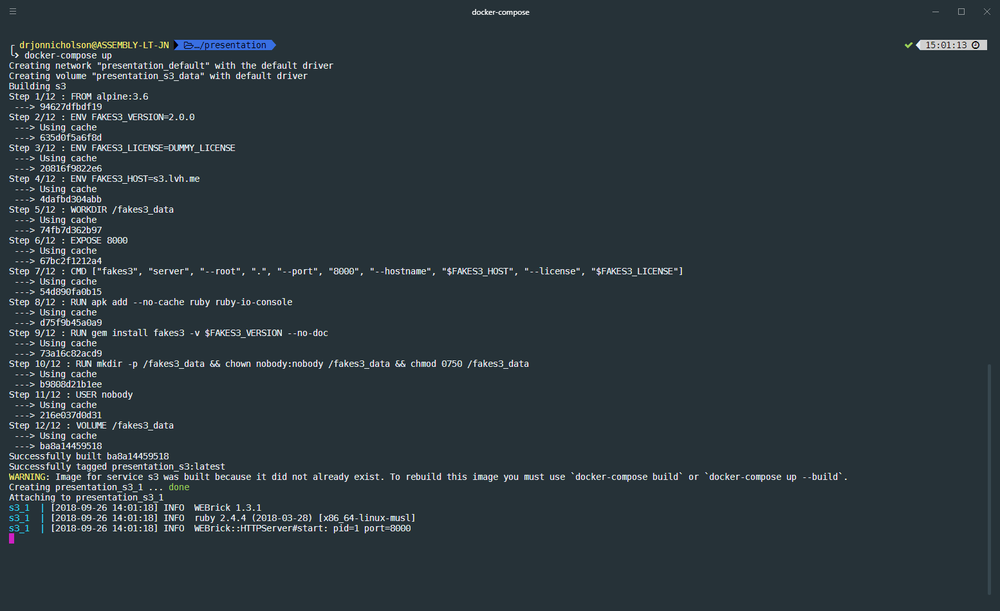 docker-compose
drjonnicholson@ASSEMBLY-LT-JN …/presentation 15:01:13
docker-compose up
Creating network "presentation_default" with the default driver
Creating volume "presentation_s3_data" with default driver
Building s3
Step 1/12 : FROM alpine:3.6
 ---> 94627dfbdf19
Step 2/12 : ENV FAKES3_VERSION=2.0.0
 ---> Using cache
 ---> 635d0f5a6f8d
Step 3/12 : ENV FAKES3_LICENSE=DUMMY_LICENSE
 ---> Using cache
 ---> 20816f9822e6
Step 4/12 : ENV FAKES3_HOST=s3.lvh.me
 ---> Using cache
 ---> 4dafbd304abb
Step 5/12 : WORKDIR /fakes3_data
 ---> Using cache
 ---> 74fb7d362b97
Step 6/12 : EXPOSE 8000
 ---> Using cache
 ---> 67bc2f1212a4
Step 7/12 : CMD ["fakes3", "server", "--root", ".", "--port", "8000", "--hostname", "$FAKES3_HOST", "--license", "$FAKES3_LICENSE"]
 ---> Using cache
 ---> 54d890fa0b15
Step 8/12 : RUN apk add --no-cache ruby ruby-io-console
 ---> Using cache
 ---> d75f9b45a0a9
Step 9/12 : RUN gem install fakes3 -v $FAKES3_VERSION --no-doc
 ---> Using cache
 ---> 73a16c82acd9
Step 10/12 : RUN mkdir -p /fakes3_data && chown nobody:nobody /fakes3_data && chmod 0750 /fakes3_data
 ---> Using cache
 ---> b9808d21b1ee
Step 11/12 : USER nobody
 ---> Using cache
 ---> 216e037d0d31
Step 12/12 : VOLUME /fakes3_data
 ---> Using cache
 ---> ba8a14459518
Successfully built ba8a14459518
Successfully tagged presentation_s3:latest
WARNING: Image for service s3 was built because it did not already exist. To rebuild this image you must use `docker-compose build` or `docker-compose up --build`.
Creating presentation_s3_1 ... done
Attaching to presentation_s3_1
s3_1  | [2018-09-26 14:01:18] INFO  WEBrick 1.3.1
s3_1  | [2018-09-26 14:01:18] INFO  ruby 2.4.4 (2018-03-28) [x86_64-linux-musl]
s3_1  | [2018-09-26 14:01:18] INFO  WEBrick::HTTPServer#start: pid=1 port=8000